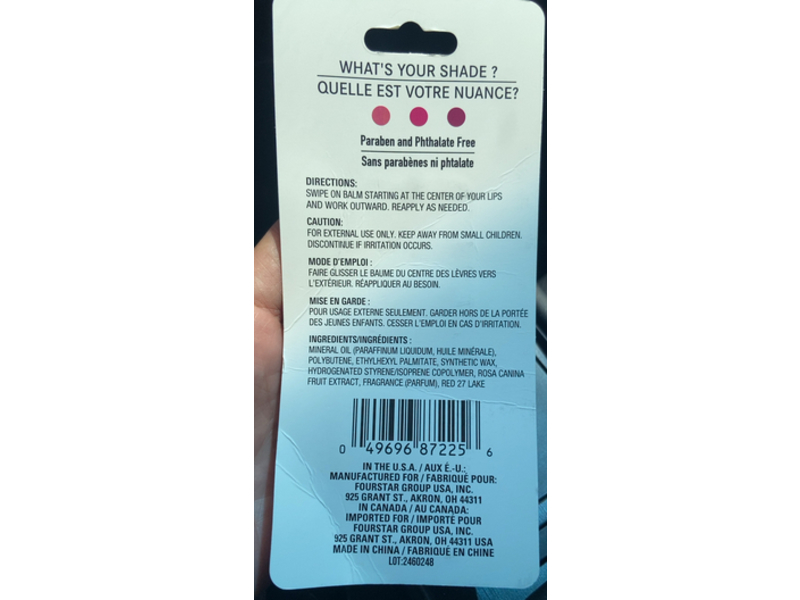 WHAT'S YOUR SHADE ?
QUELLE EST VOTRE NUANCE?
Paraben and Phthalate Free
Sans parabènes ni phtalate
DIRECTIONS:
SWIPE ON BALM STARTING AT THE CENTER OF YOUR LIPS
AND WORK OUTWARD. REAPPLY AS NEEDED.
CAUTION:
FOR EXTERNAL USE ONLY. KEEP AWAY FROM SMALL CHILDREN.
DISCONTINUE IF IRRITATION OCCURS.
MODE D'EMPLOI :
FAIRE GLISSER LE BAUME DU CENTRE DES LÈVRES VERS
L'EXTÉRIEUR. RÉAPPLIQUER AU BESOIN.
MISE EN GARDE :
POUR USAGE EXTERNE SEULEMENT. GARDER HORS DE LA PORTÉE
DES JEUNES ENFANTS. CESSER L'EMPLOI EN CAS D'IRRITATION.
INGREDIENTS/INGRÉDIENTS :
MINERAL OIL (PARAFFINUM LIQUIDUM, HUILE MINÉRALE),
POLYBUTENE, ETHYLHEXYL PALMITATE, SYNTHETIC WAX,
HYDROGENATED STYRENE/ISOPRENE COPOLYMER, ROSA CANINA
FRUIT EXTRACT, FRAGRANCE (PARFUM), RED 27 LAKE
0 49696 87225 6
IN THE U.S.A. / AUX É.-U.:
MANUFACTURED FOR / FABRIQUÉ POUR:
FOURSTAR GROUP USA, INC.
925 GRANT ST., AKRON, OH 44311
IN CANADA / AU CANADA:
IMPORTED FOR / IMPORTÉ POUR
FOURSTAR GROUP USA, INC.
925 GRANT ST., AKRON, OH 44311 USA
MADE IN CHINA / FABRIQUÉ EN CHINE
LOT:2460248